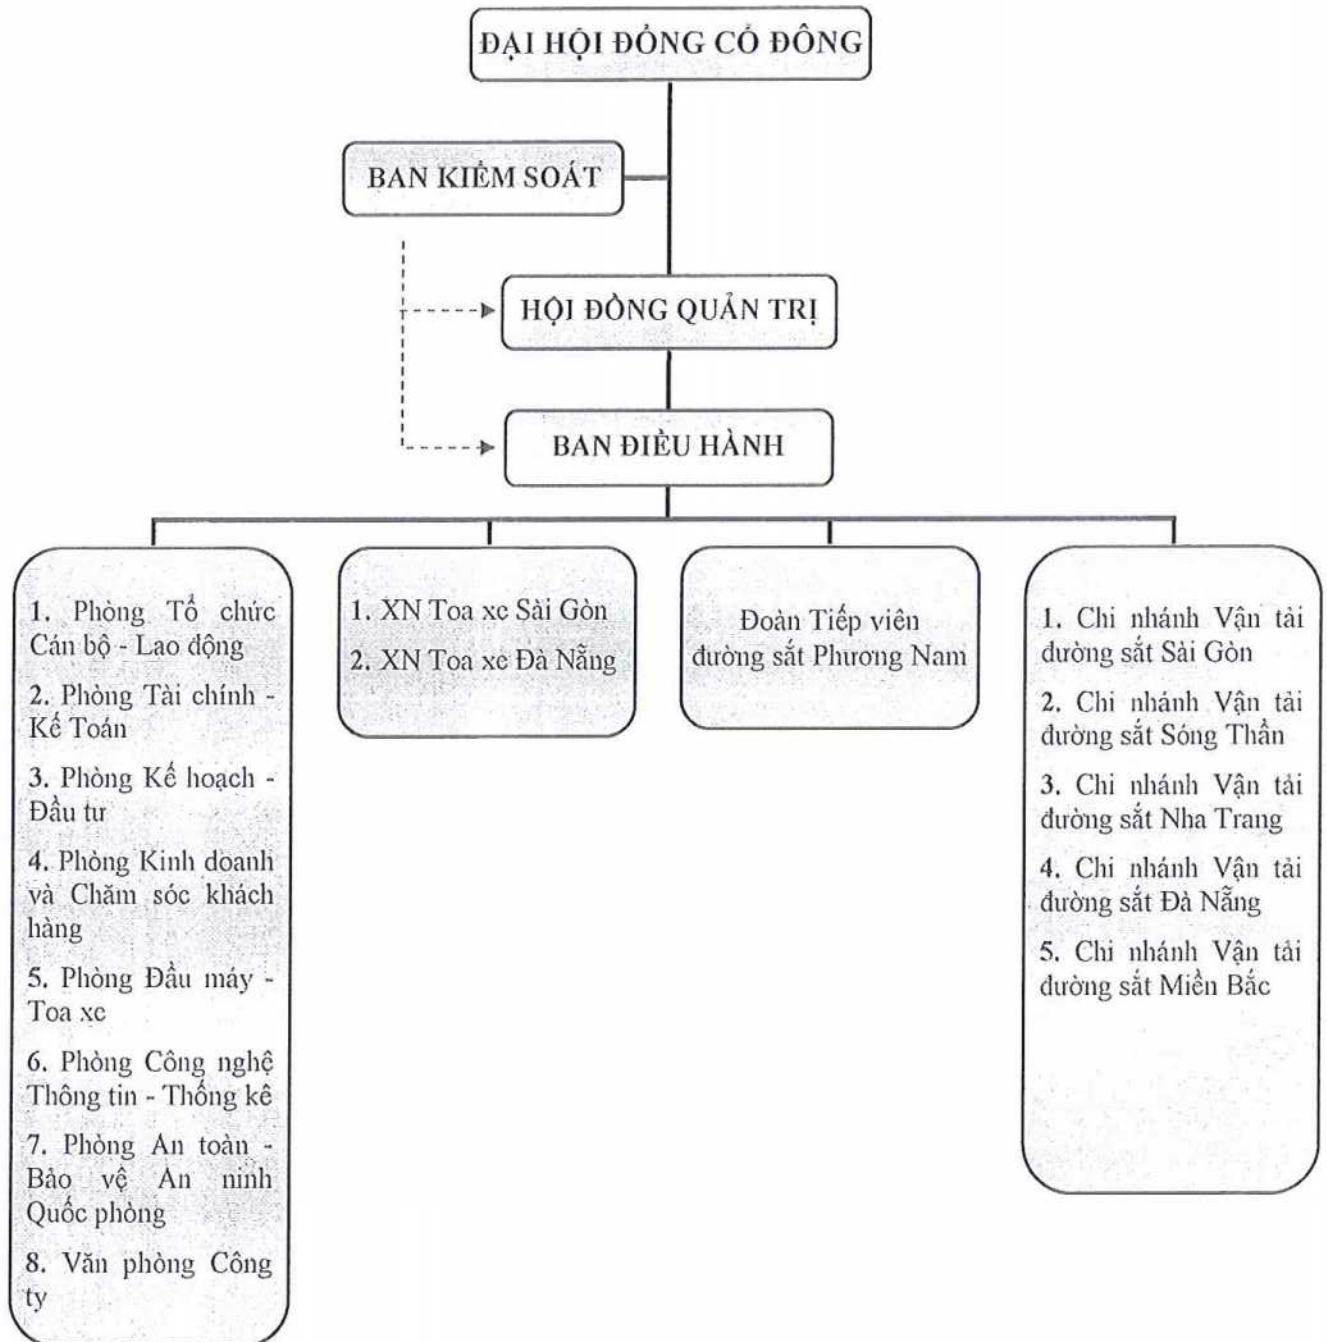 ĐẠI HỘI ĐỒNG CỔ ĐÔNG
BAN KIỂM SOÁT
HỘI ĐỒNG QUẢN TRỊ
BAN ĐIỀU HÀNH
1. Phòng Tổ chức
Cán bộ - Lao động
2. Phòng Tài chính -
Kế Toán
3. Phòng Kế hoạch -
Đầu tư
4. Phòng Kinh doanh
và Chăm sóc khách
hàng
5. Phòng Đầu máy -
Toa xe
6. Phòng Công nghệ
Thông tin - Thống kê
7. Phòng An toàn -
Bảo vệ An ninh
Quốc phòng
8. Văn phòng Công
ty
1. XN Toa xe Sài Gòn
2. XN Toa xe Đà Nẵng
Đoàn Tiếp viên
đường sắt Phương Nam
1. Chi nhánh Vận tải
đường sắt Sài Gòn
2. Chi nhánh Vận tải
đường sắt Sóng Thần
3. Chi nhánh Vận tải
đường sắt Nha Trang
4. Chi nhánh Vận tải
đường sắt Đà Nẵng
5. Chi nhánh Vận tải
đường sắt Miền Bắc